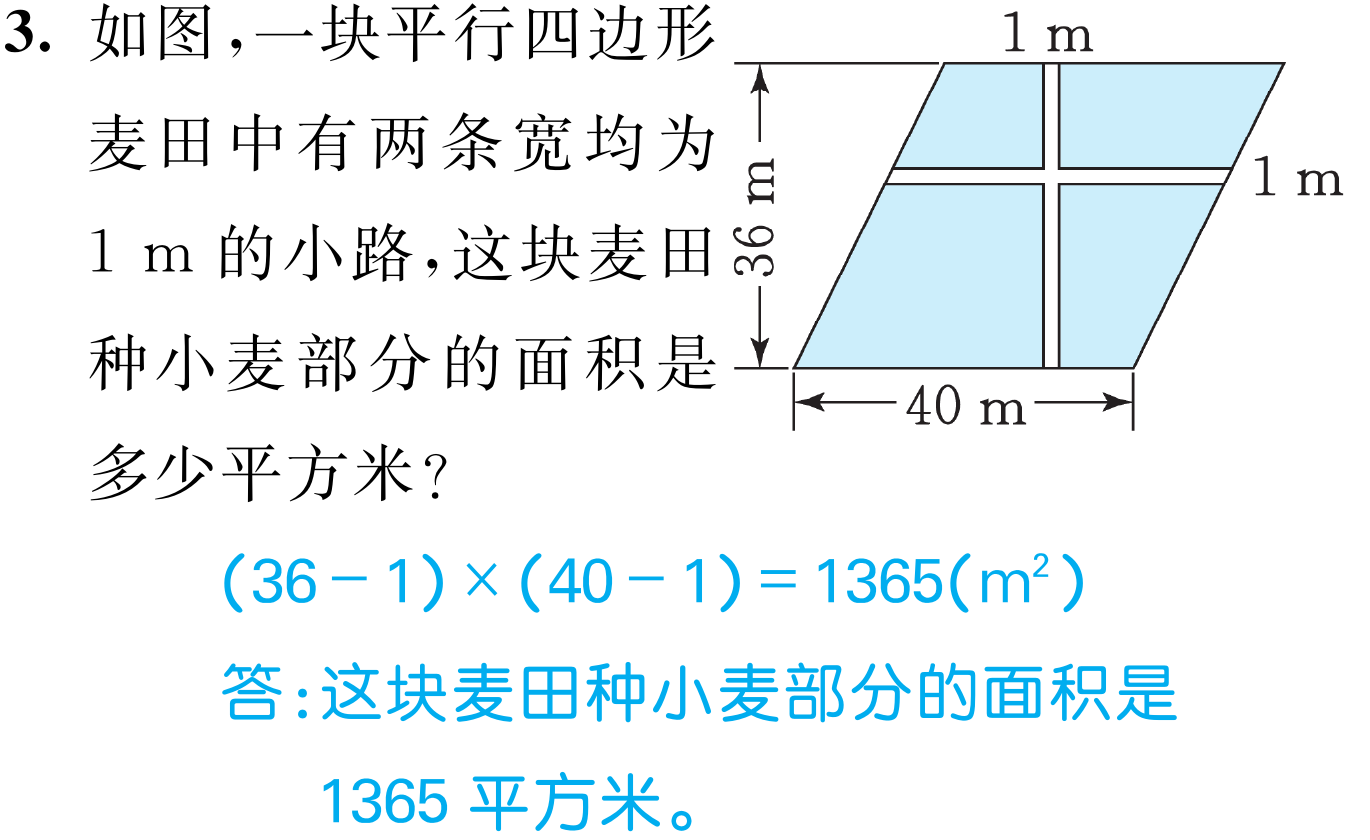 3. 如图,一块平行四边形
麦田中有两条宽均为
1 m 的小路,这块麦田
种小麦部分的面积是
多少平方米?
1 m
1 m
36 m
40 m
(36－1)×(40－1)＝1365(m²)
答:这块麦田种小麦部分的面积是
1365 平方米。